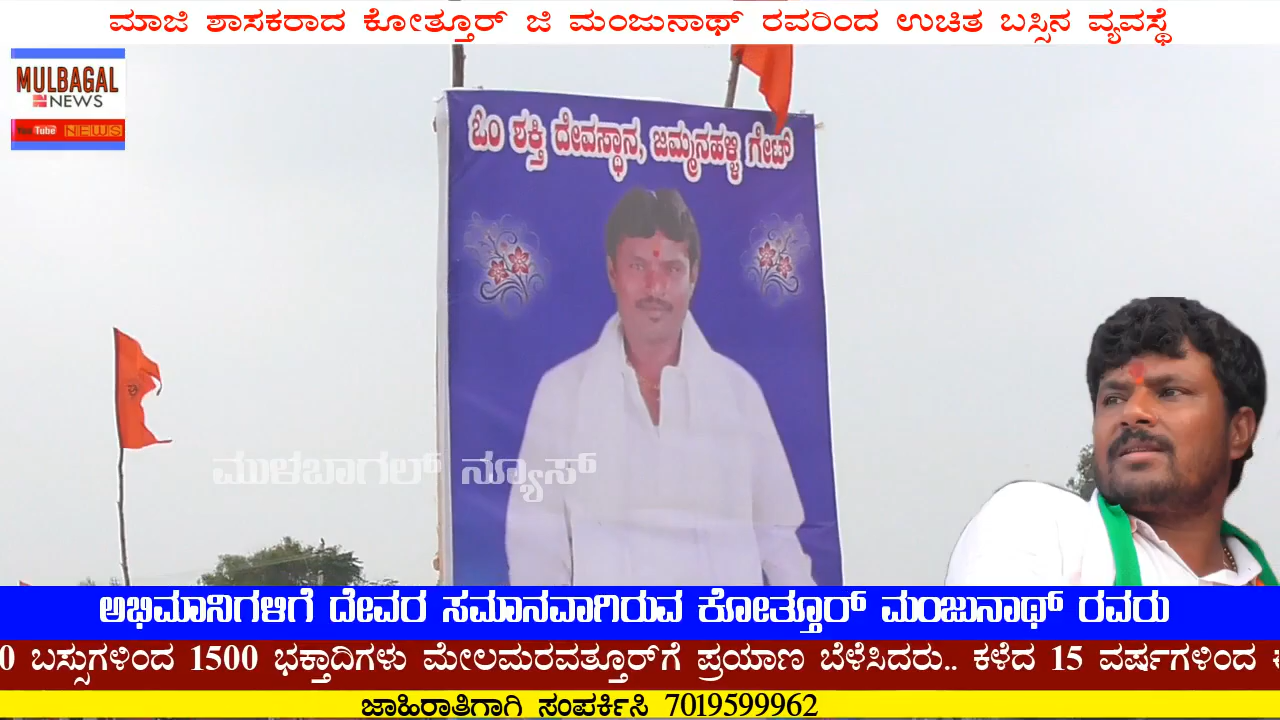 ಮಾಜಿ ಶಾಸಕರಾದ ಕೋತ್ತೂರ್ ಜಿ ಮಂಜುನಾಥ್ ರವರಿಂದ ಉಚಿತ ಬಸ್ಸಿನ ವ್ಯವಸ್ಥೆ
MULBAGAL
NEWS
YouTube NEWS
ಓಂ ಶಕ್ತಿ ದೇವಸ್ಥಾನ, ಜಮ್ಮನಹಳ್ಳಿ ಗೇಟ್
ಮುಳಬಾಗಲ್ ನ್ಯೂಸ್
ಅಭಿಮಾನಿಗಳಿಗೆ ದೇವರ ಸಮಾನವಾಗಿರುವ ಕೋತ್ತೂರ್ ಮಂಜುನಾಥ್ ರವರು
0 ಬಸ್ಸುಗಳಿಂದ 1500 ಭಕ್ತಾದಿಗಳು ಮೇಲಮರವತ್ತೂರ್‌ಗೆ ಪ್ರಯಾಣ ಬೆಳೆಸಿದರು.. ಕಳೆದ 15 ವರ್ಷಗಳಿಂದ
ಜಾಹಿರಾತಿಗಾಗಿ ಸಂಪರ್ಕಿಸಿ 7019599962